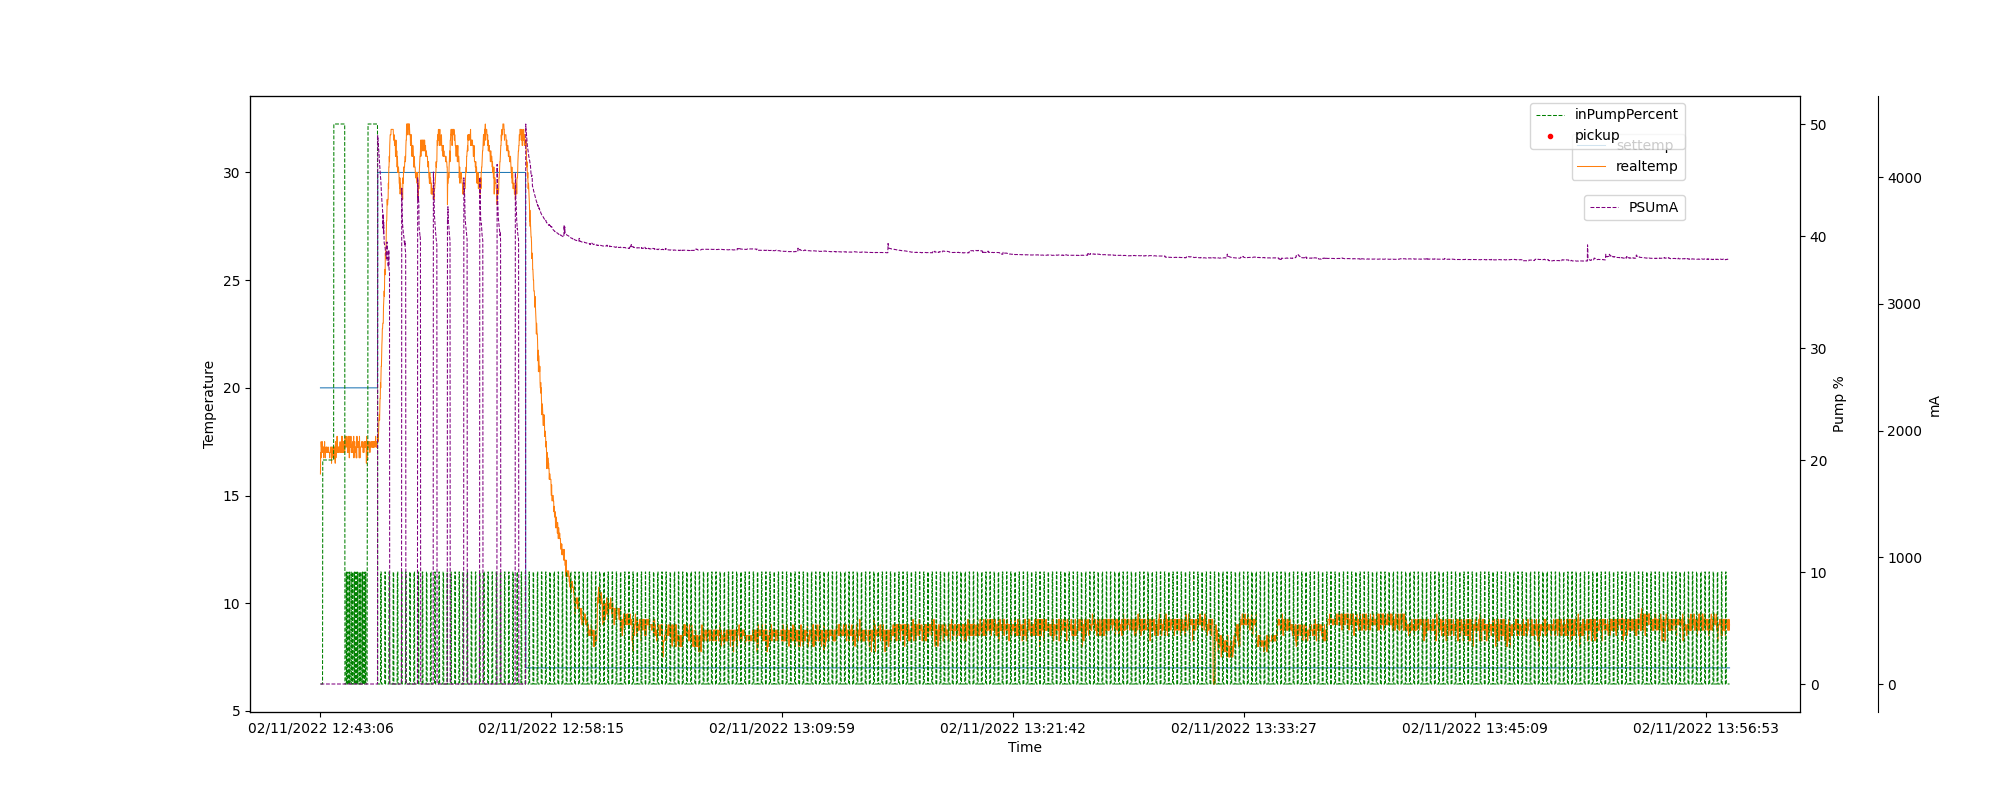 inPumpPercent
pickup
settemp
realtemp
PSUmA
30
25
20
15
10
5
Temperature
50
40
30
20
10
0
Pump %
4000
3000
2000
1000
0
mA
02/11/2022 12:43:06
02/11/2022 12:58:15
02/11/2022 13:09:59
02/11/2022 13:21:42
02/11/2022 13:33:27
02/11/2022 13:45:09
02/11/2022 13:56:53
Time